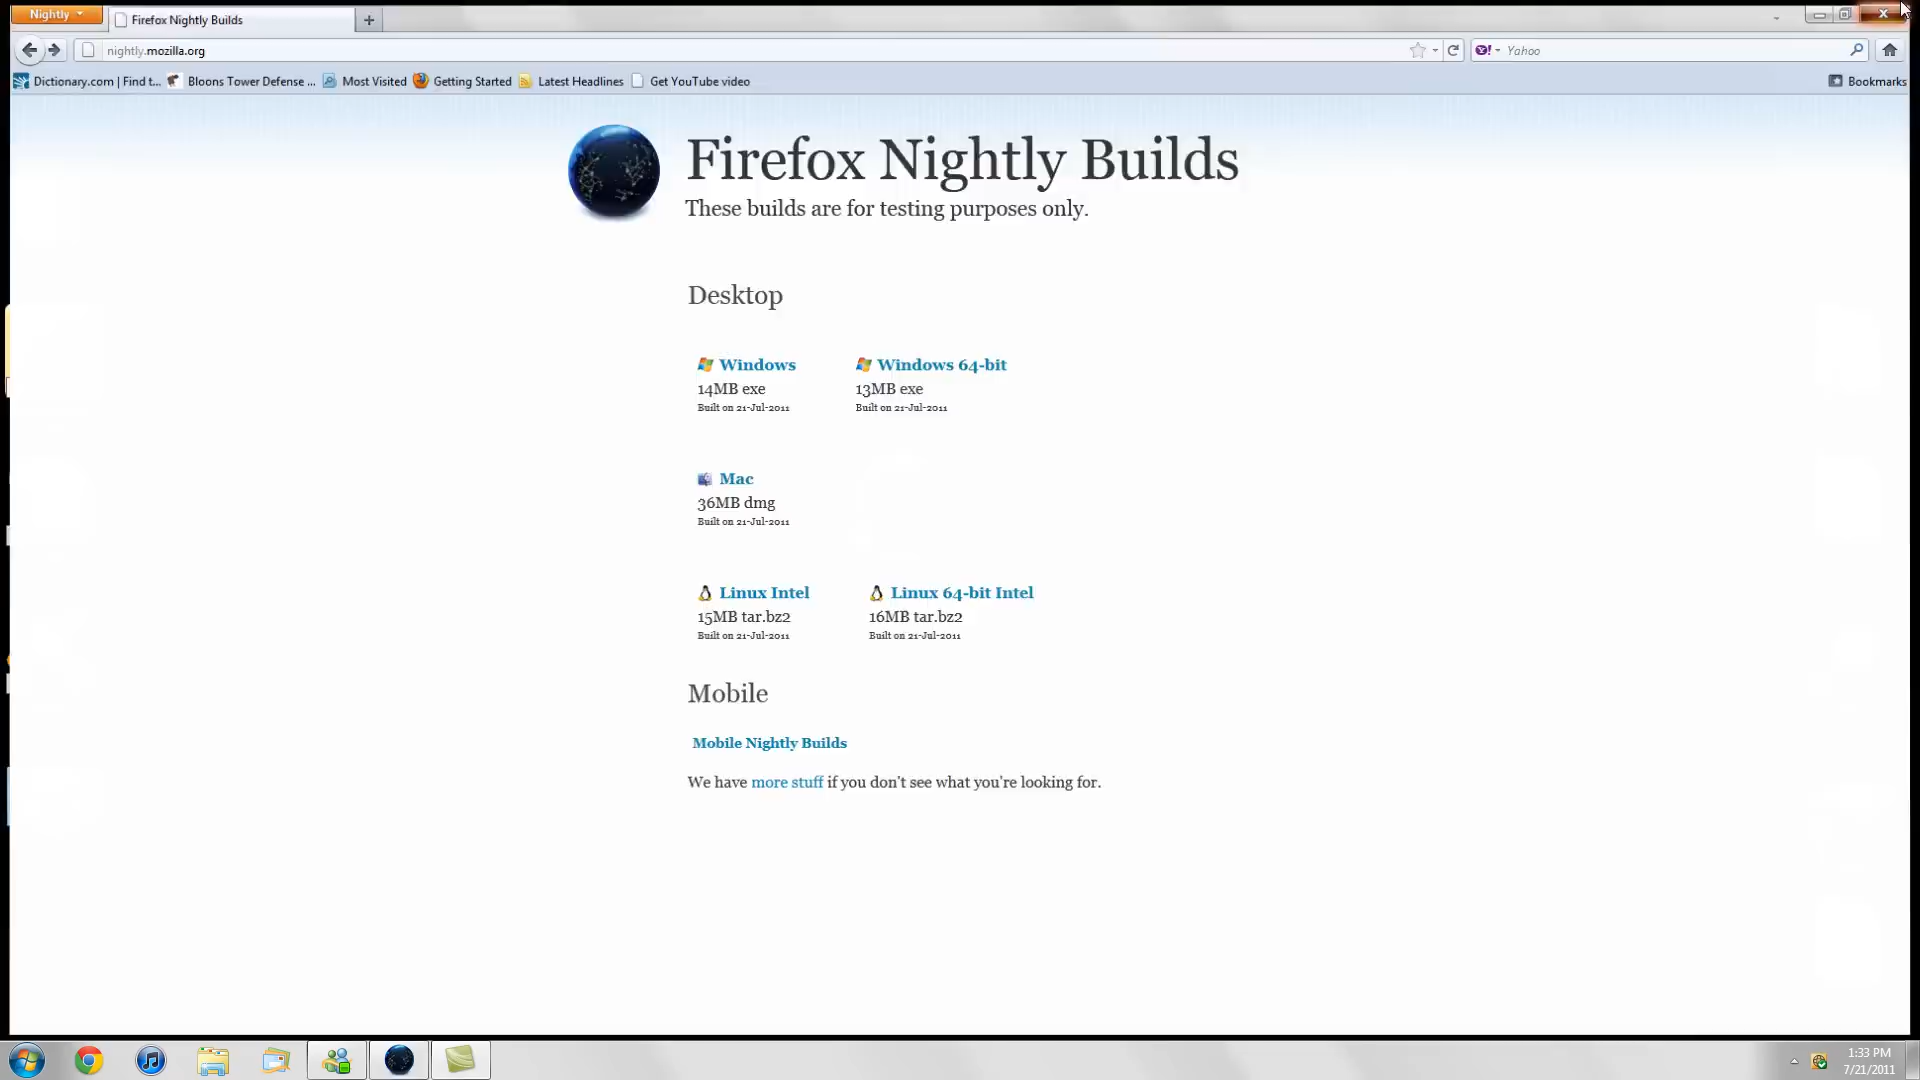 Nightly
Firefox Nightly Builds
nightly.mozilla.org
Yahoo
Dictionary.com | Find t...
Bloons Tower Defense ...
Most Visited
Getting Started
Latest Headlines
Get YouTube video
Bookmarks
Firefox Nightly Builds
These builds are for testing purposes only.
Desktop
Windows
14MB exe
Built on 21-Jul-2011
Windows 64-bit
13MB exe
Built on 21-Jul-2011
Mac
36MB dmg
Built on 21-Jul-2011
Linux Intel
15MB tar.bz2
Built on 21-Jul-2011
Linux 64-bit Intel
16MB tar.bz2
Built on 21-Jul-2011
Mobile
Mobile Nightly Builds
We have more stuff if you don't see what you're looking for.
1:33 PM
7/21/2011